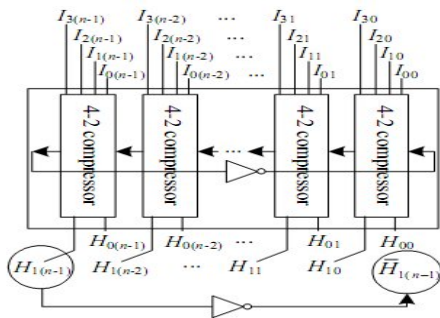 I3(n-1) I3(n-2) ... I31 I30
I2(n-1) I2(n-2) ... I21 I20
I1(n-1) I1(n-2) ... I11 I10
I0(n-1) I0(n-2) ... I01 I00
4-2 compressor 4-2 compressor 4-2 compressor 4-2 compressor
...
H0(n-1) H0(n-2) ... H01 H00
H1(n-1) H1(n-2) ... H11 H10 H̅1(n-1)